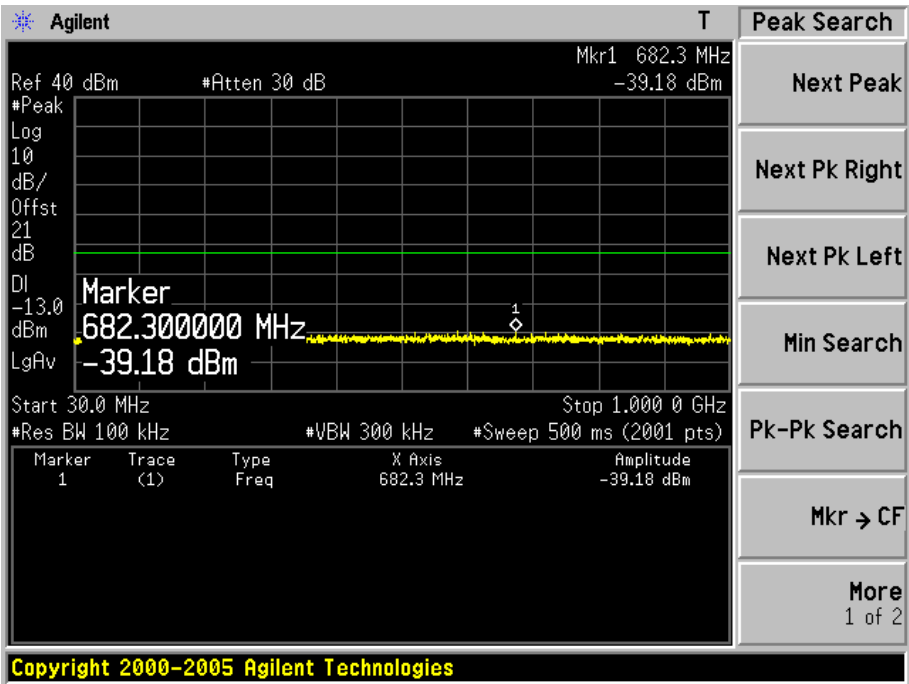 Agilent T Peak Search
Mkr1 682.3 MHz
Ref 40 dBm #Atten 30 dB -39.18 dBm
Next Peak
#Peak
Log
10
dB/
Next Pk Right
Offst
21
dB
Next Pk Left
DI
-13.0
dBm
Marker
682.300000 MHz
-39.18 dBm
1
LgAv
Min Search
Start 30.0 MHz Stop 1.000 0 GHz
#Res BW 100 kHz #VBW 300 kHz #Sweep 500 ms (2001 pts)
Pk-Pk Search
Marker Trace Type X Axis Amplitude
1 (1) Freq 682.3 MHz -39.18 dBm
Mkr → CF
More
1 of 2
Copyright 2000-2005 Agilent Technologies